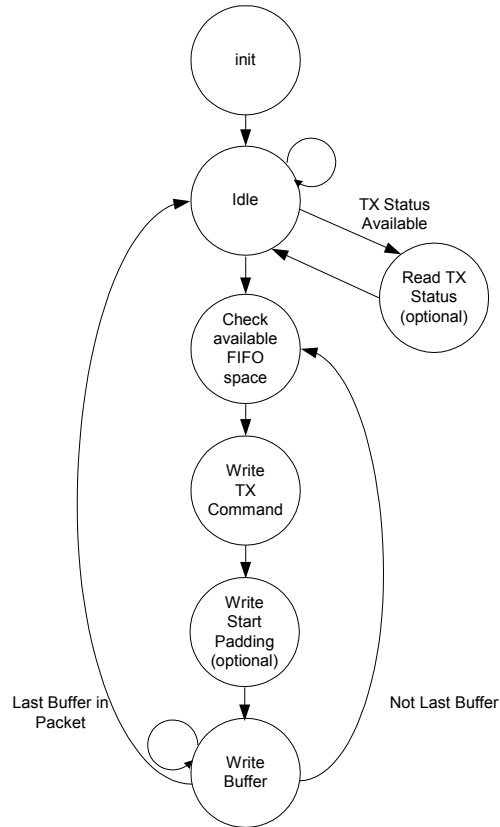 init
Idle
TX Status
Available
Read TX
Status
(optional)
Check
available
FIFO
space
Write
TX
Command
Write
Start
Padding
(optional)
Last Buffer in
Packet
Not Last Buffer
Write
Buffer